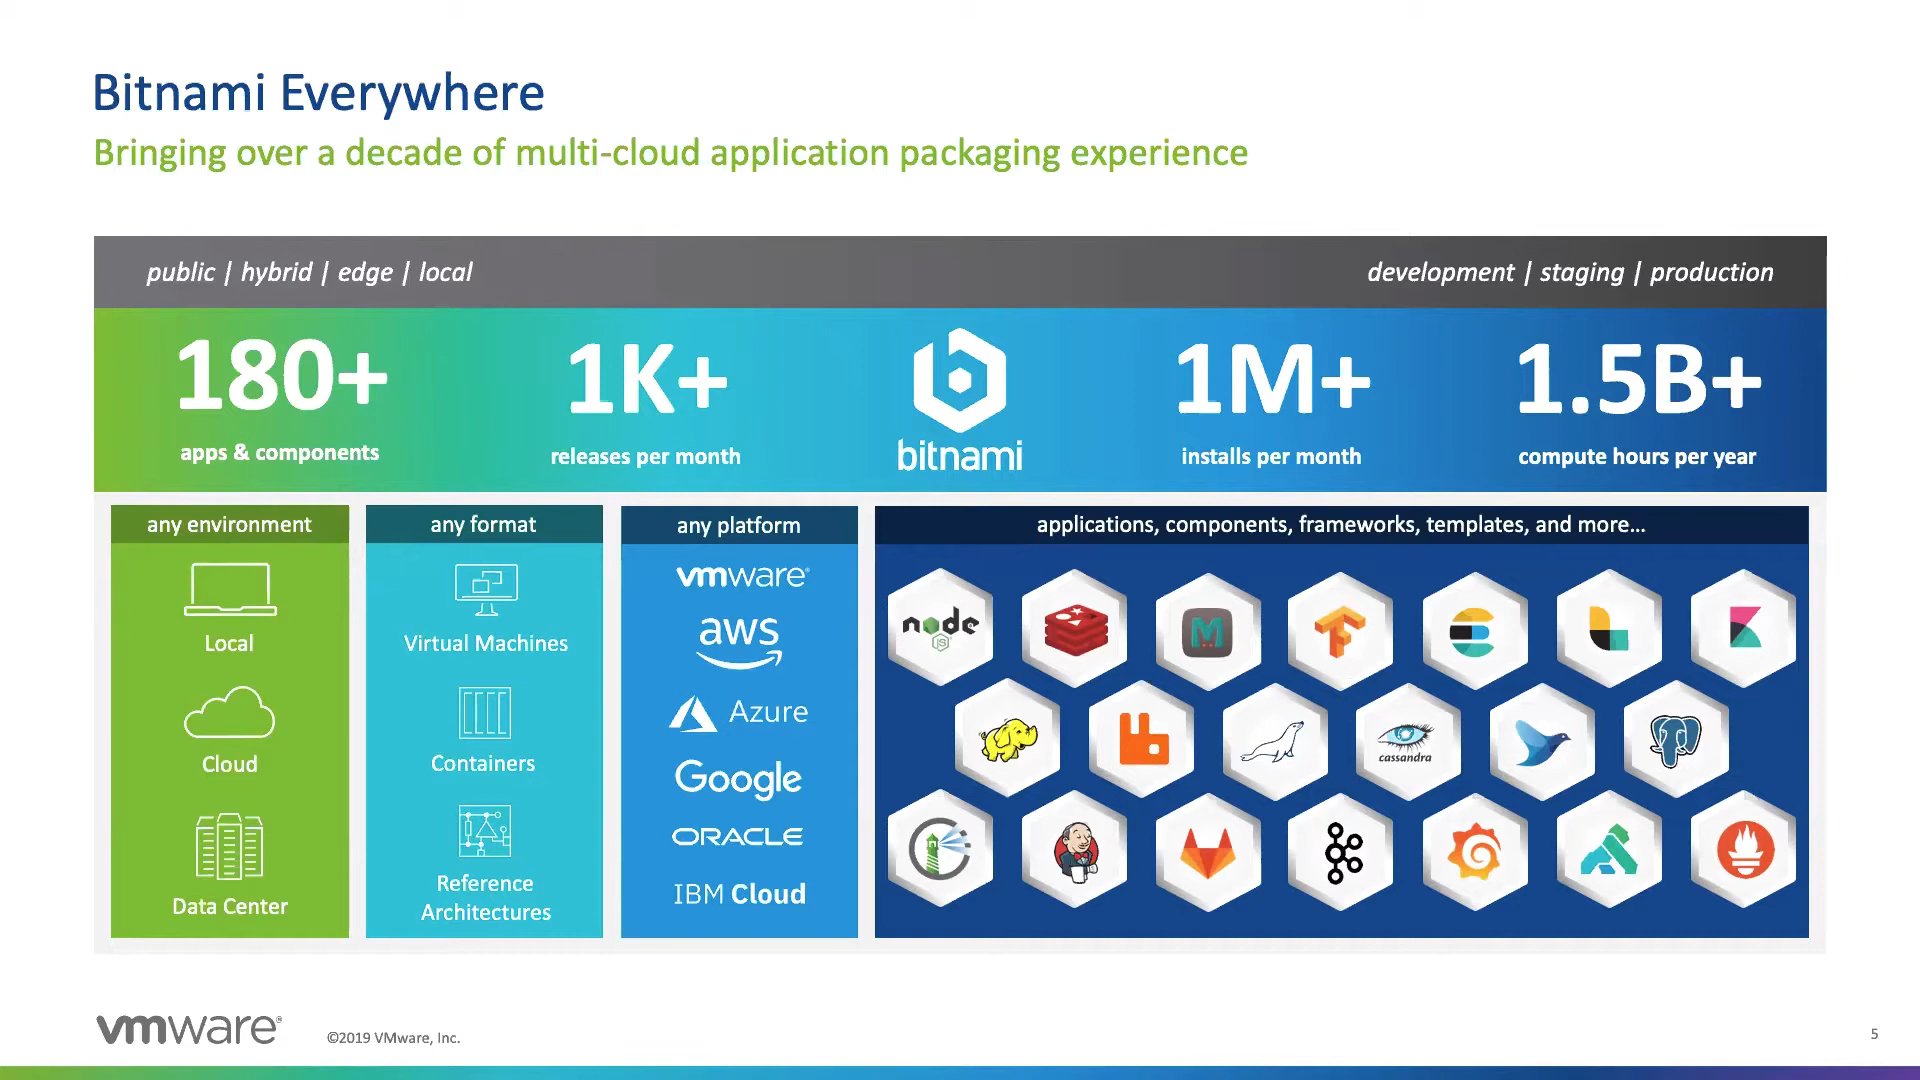 Bitnami Everywhere
Bringing over a decade of multi-cloud application packaging experience
public | hybrid | edge | local
development | staging | production
180+
apps & components
1K+
releases per month
bitnami
1M+
installs per month
1.5B+
compute hours per year
any environment
Local
Cloud
Data Center
any format
Virtual Machines
Containers
Reference
Architectures
any platform
vmware®
aws
Azure
Google
ORACLE
IBM Cloud
applications, components, frameworks, templates, and more...
node
JS
M
cassandra
vmware®
©2019 VMware, Inc.
5